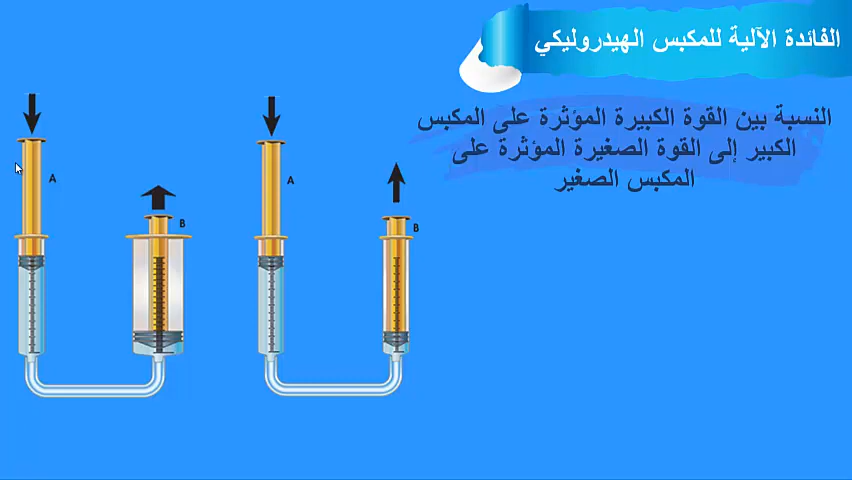 الفائدة الآلية للمكبس الهيدروليكي
النسبة بين القوة الكبيرة المؤثرة على المكبس
الكبير إلى القوة الصغيرة المؤثرة على
المكبس الصغير
A
B
A
B